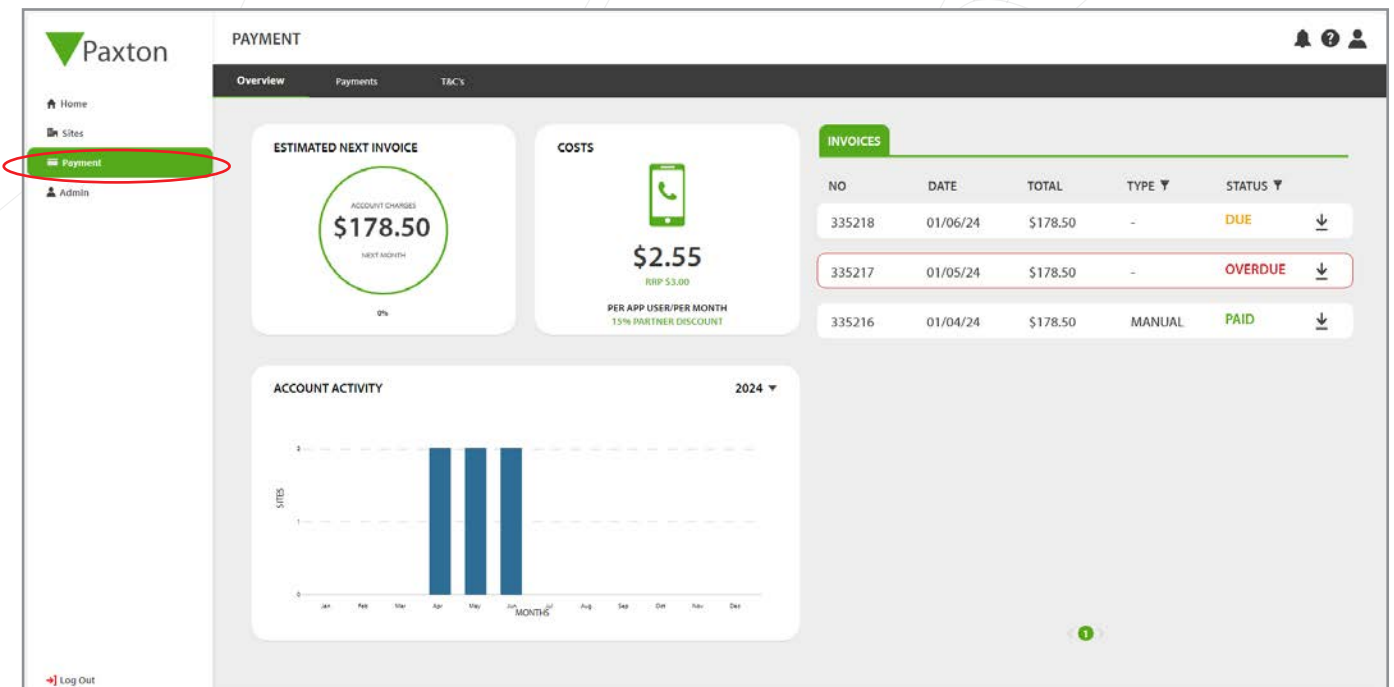 Paxton
Home
Sites
Payment
Admin
Log Out
PAYMENT
Overview Payments T&C's
ESTIMATED NEXT INVOICE
ACCOUNT CHARGES
$178.50
NEXT MONTH
0%
COSTS
$2.55
RRP $3.00
PER APP USER/PER MONTH
15% PARTNER DISCOUNT
INVOICES
NO DATE TOTAL TYPE STATUS
335218 01/06/24 $178.50 - DUE
335217 01/05/24 $178.50 - OVERDUE
335216 01/04/24 $178.50 MANUAL PAID
1
ACCOUNT ACTIVITY
2024
SITES
1
0
Jan Feb Mar Apr May Jun Jul Aug Sep Oct Nov Dec
MONTHS